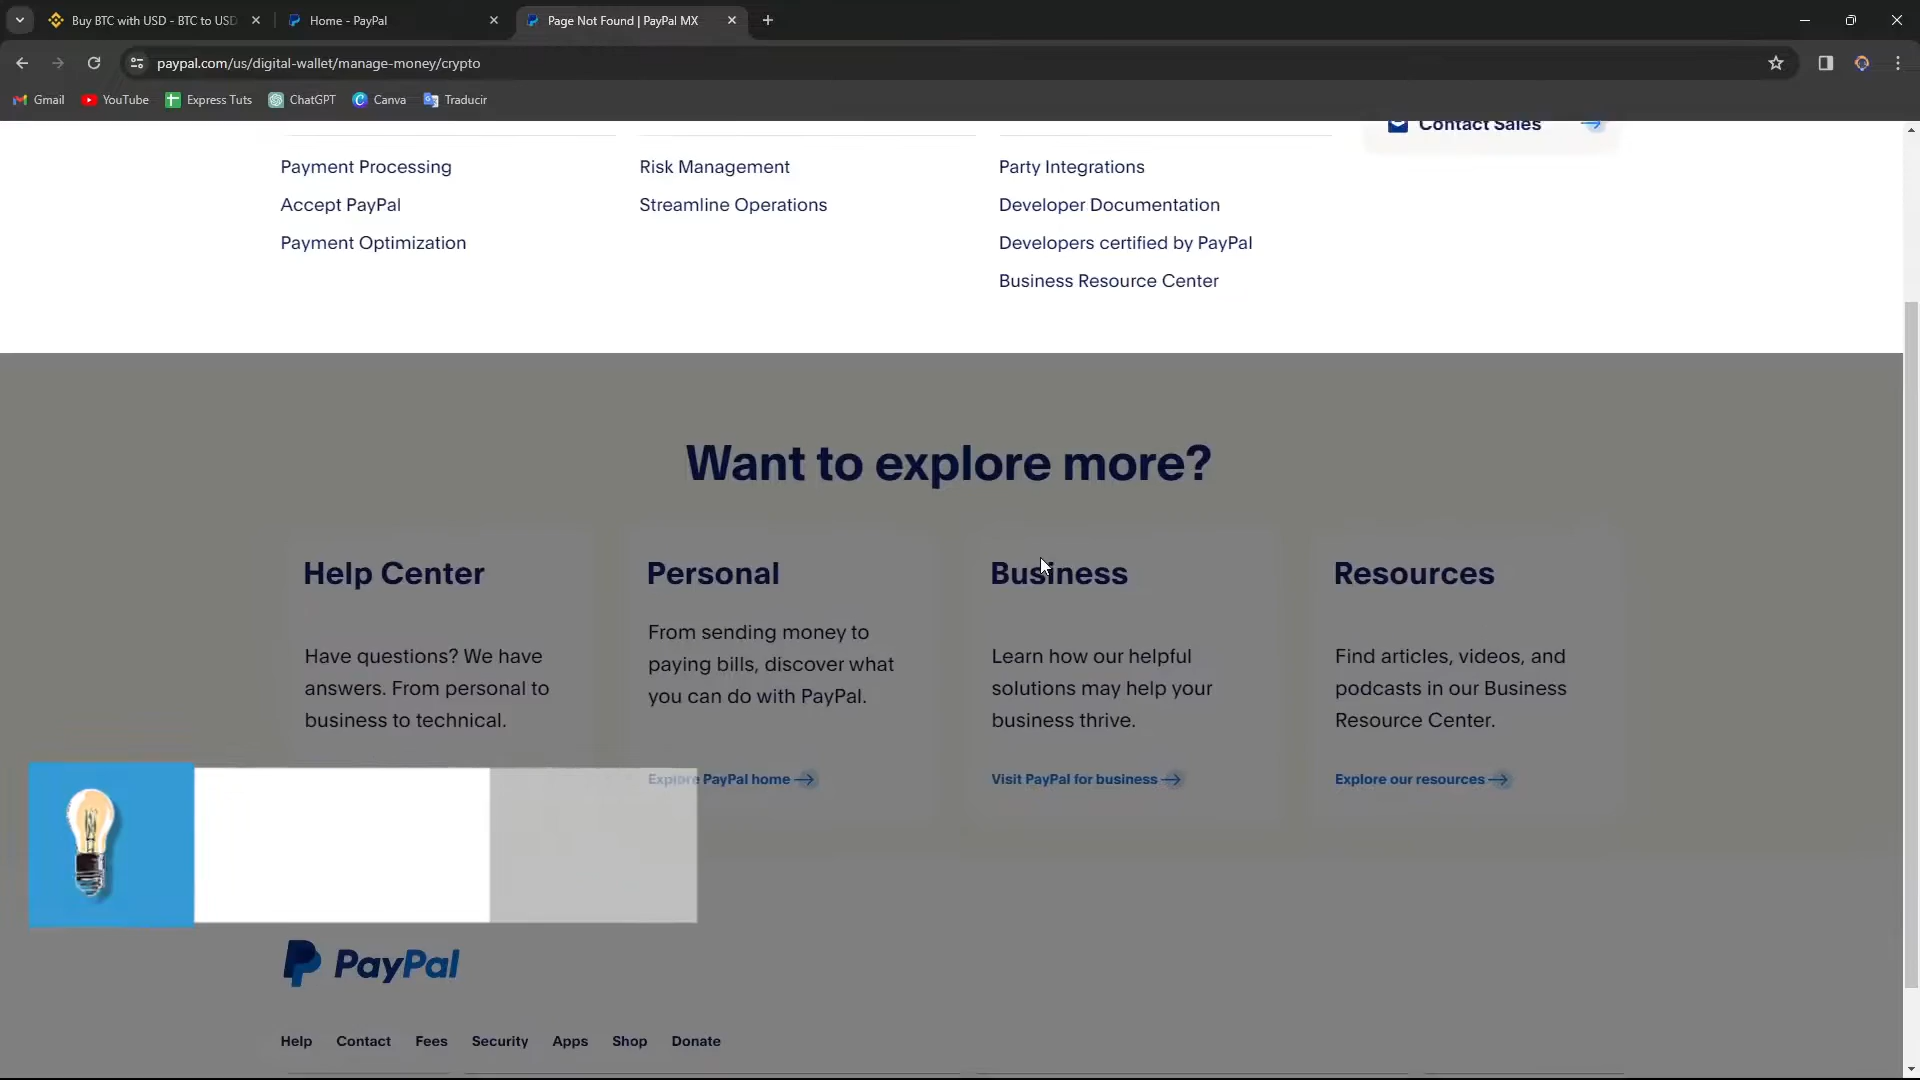 Buy BTC with USD - BTC to USD
Home - PayPal
Page Not Found | PayPal MX
paypal.com/us/digital-wallet/manage-money/crypto
Gmail
YouTube
Express Tuts
ChatGPT
Canva
Traducir
Contact Sales
Payment Processing
Accept PayPal
Payment Optimization
Risk Management
Streamline Operations
Party Integrations
Developer Documentation
Developers certified by PayPal
Business Resource Center
Want to explore more?
Help Center
Have questions? We have
answers. From personal to
business to technical.
Personal
From sending money to
paying bills, discover what
you can do with PayPal.
Explore PayPal home
Business
Learn how our helpful
solutions may help your
business thrive.
Visit PayPal for business
Resources
Find articles, videos, and
podcasts in our Business
Resource Center.
Explore our resources
PayPal
Help
Contact
Fees
Security
Apps
Shop
Donate